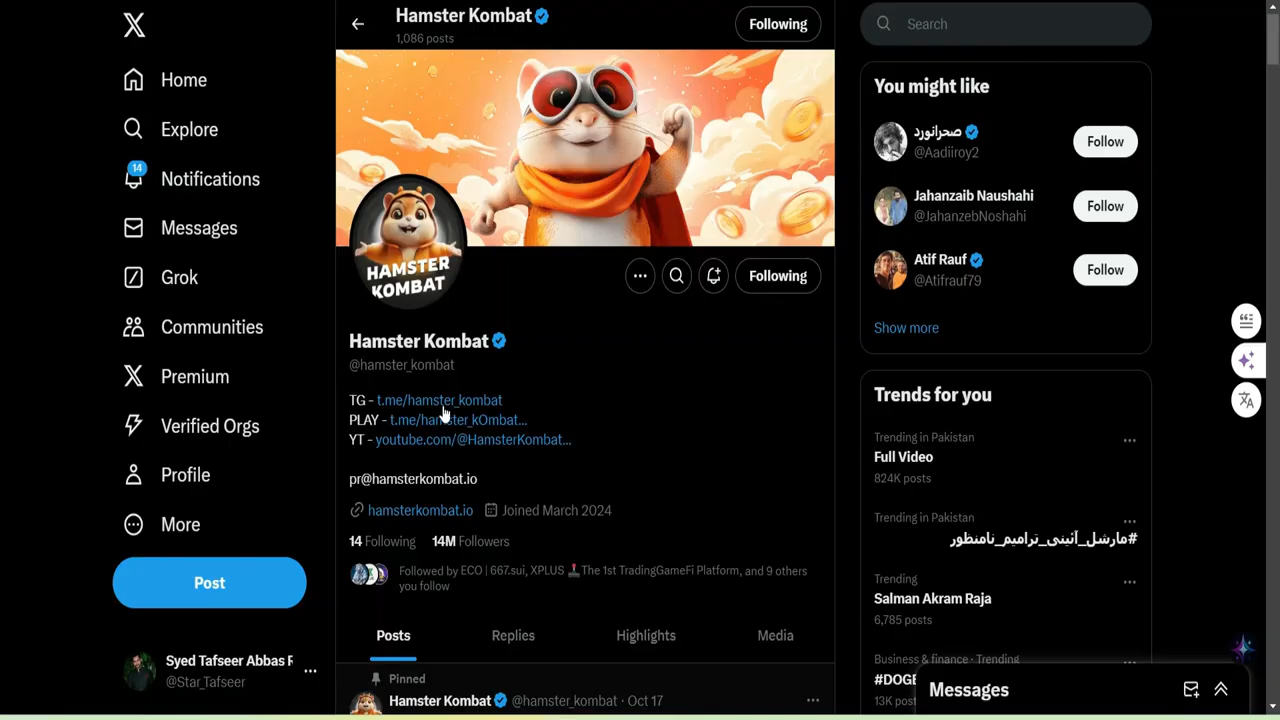 Home
Explore
14
Notifications
Messages
Grok
Communities
Premium
Verified Orgs
Profile
More
Post
Syed Tafseer Abbas R
@Star_Tafseer
Hamster Kombat
1,086 posts
Following
HAMSTER
KOMBAT
Following
Hamster Kombat
@hamster_kombat
TG - t.me/hamster_kombat
PLAY - t.me/hamster_kOmbat...
YT - youtube.com/@HamsterKombat...
pr@hamsterkombat.io
hamsterkombat.io Joined March 2024
14 Following 14M Followers
Followed by ECO | 667.sui, XPLUS 🕹️The 1st TradingGameFi Platform, and 9 others
you follow
Posts Replies Highlights Media
Pinned
Hamster Kombat @hamster_kombat · Oct 17
Search
You might like
صحرانورد
@Aadiiroy2
Follow
Jahanzaib Naushahi
@JahanzebNoshahi
Follow
Atif Rauf
@Atifrauf79
Follow
Show more
Trends for you
Trending in Pakistan
Full Video
824K posts
Trending in Pakistan
#مارشل_آئینی_ترامیم_نامنظور
Trending
Salman Akram Raja
6,785 posts
Business & finance · Trending
#DOGE
13K post
Messages